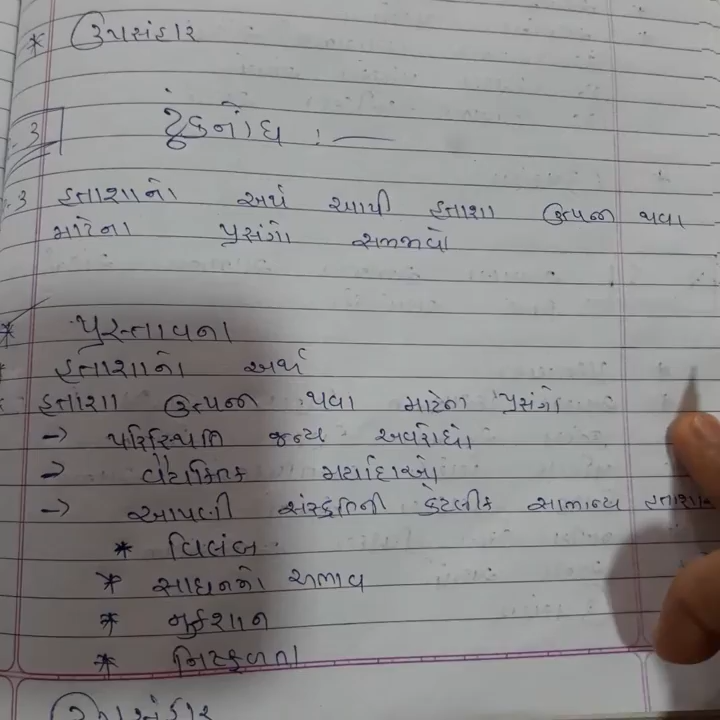 * ઉપસંહાર
.3 ટૂંકનોંધ :—
.3 હતાશાનો અર્થ આપી હતાશા ઉત્પન્ન થવા
માટેના પ્રસંગો સમજાવો
* પ્રસ્તાવના
* હતાશાનો અર્થ
* હતાશા ઉત્પન્ન થવા માટેના પ્રસંગો
→ પરિસ્થિતિ જન્ય અવરોધો
→ વૈયક્તિક મર્યાદાઓ
→ આપણી સંસ્કૃતિની કેટલીક સામાન્ય હતાશા
* વિલંબ
* સાધનનો અભાવ
* નુકશાન
* નિષ્ફળતા
ઉપસંહાર